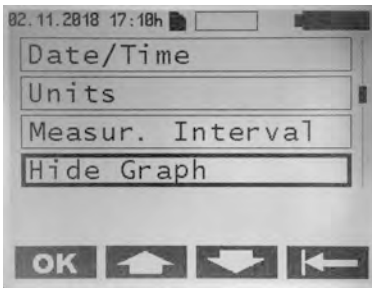 02.11.2018 17:10h
Date/Time
Units
Measur. Interval
Hide Graph
OK